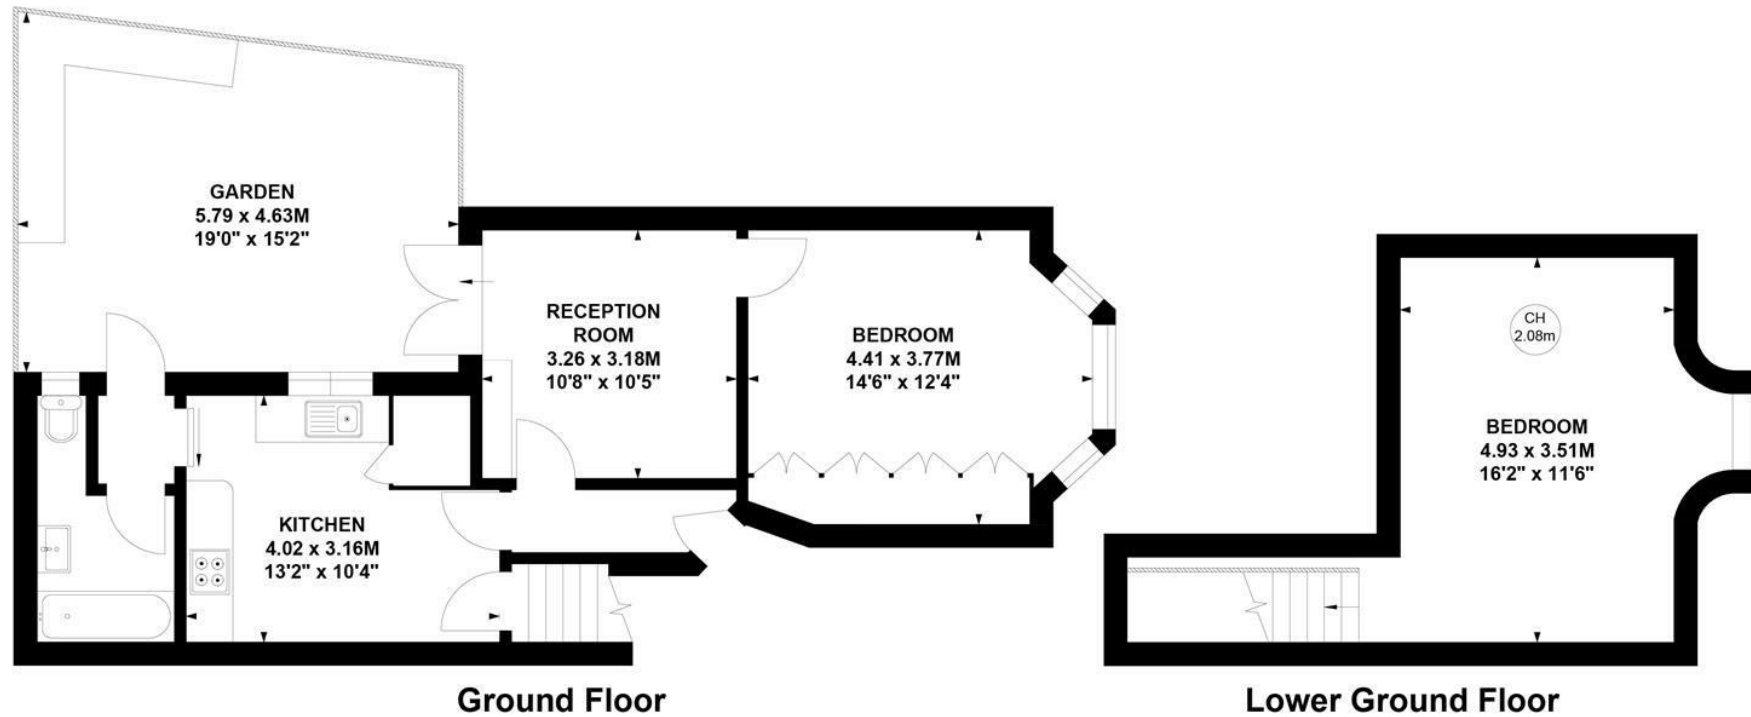 GARDEN
5.79 x 4.63M
19'0" x 15'2"
RECEPTION
ROOM
3.26 x 3.18M
10'8" x 10'5"
BEDROOM
4.41 x 3.77M
14'6" x 12'4"
KITCHEN
4.02 x 3.16M
13'2" x 10'4"
Ground Floor
CH
2.08m
BEDROOM
4.93 x 3.51M
16'2" x 11'6"
Lower Ground Floor